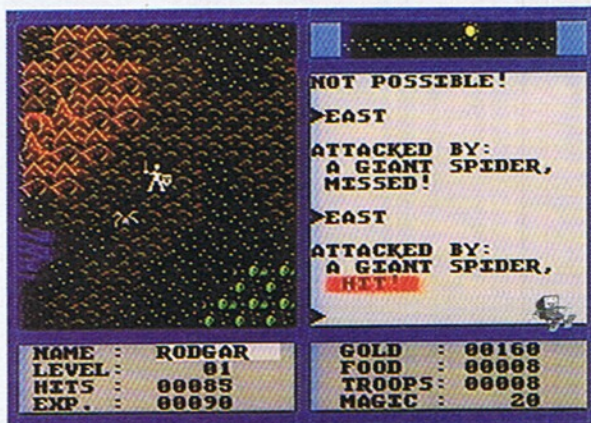 NOT POSSIBLE!
EAST
ATTACKED BY:
A GIANT SPIDER,
MISSED!
EAST
ATTACKED BY:
A GIANT SPIDER,
HIT!
NAME : RODGAR
LEVEL: 01
HITS : 00085
EXP. : 00090
GOLD : 00160
FOOD : 00008
TROOPS: 00008
MAGIC : 20